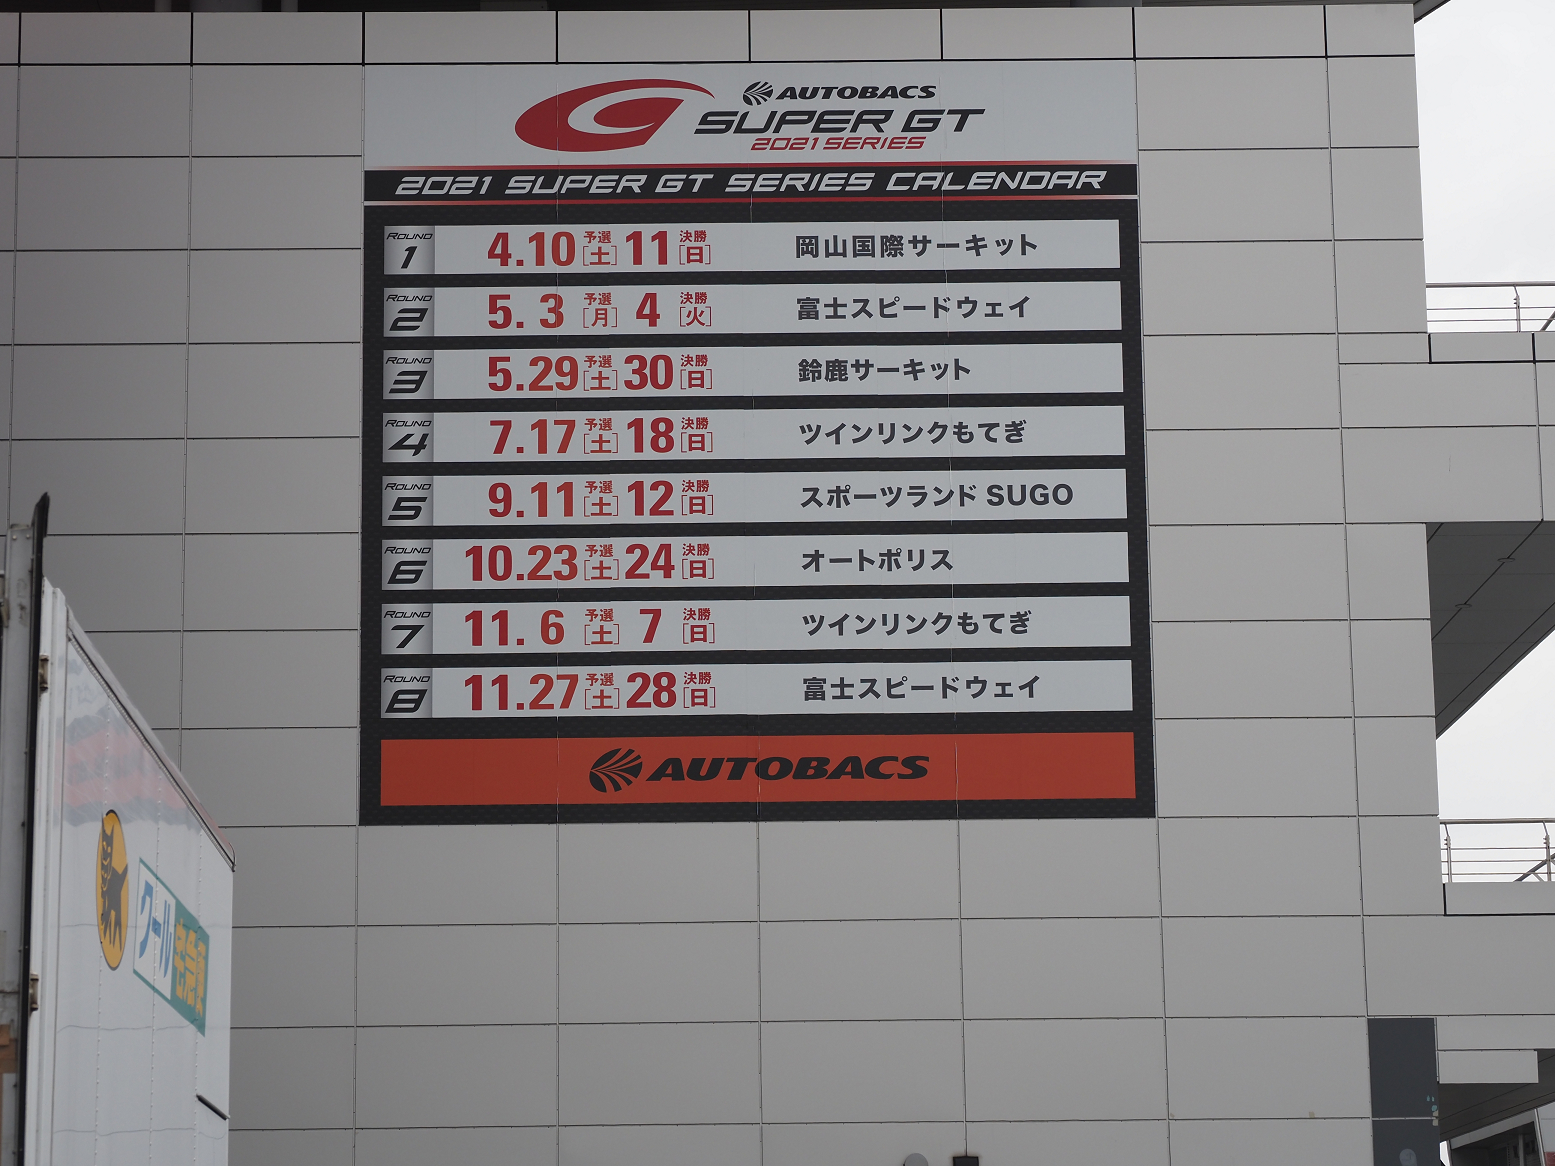 AUTOBACS
SUPER GT
2021 SERIES
2021 SUPER GT SERIES CALENDAR
ROUND 1 4.10 予選[土] 11 決勝[日] 岡山国際サーキット
ROUND 2 5. 3 予選[月] 4 決勝[火] 富士スピードウェイ
ROUND 3 5.29 予選[土] 30 決勝[日] 鈴鹿サーキット
ROUND 4 7.17 予選[土] 18 決勝[日] ツインリンクもてぎ
ROUND 5 9.11 予選[土] 12 決勝[日] スポーツランド SUGO
ROUND 6 10.23 予選[土] 24 決勝[日] オートポリス
ROUND 7 11. 6 予選[土] 7 決勝[日] ツインリンクもてぎ
ROUND 8 11.27 予選[土] 28 決勝[日] 富士スピードウェイ
AUTOBACS
クール宅急便